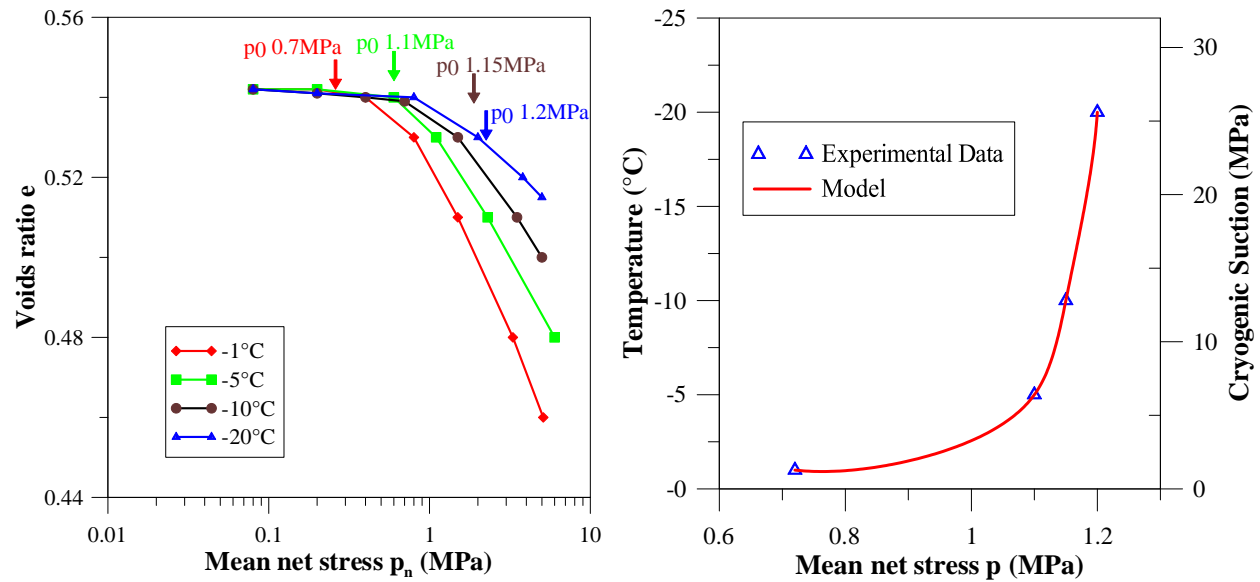 0.56
0.52
0.48
0.44
Voids ratio e
p0 0.7MPa
p0 1.1MPa
p0 1.15MPa
p0 1.2MPa
-1°C
-5°C
-10°C
-20°C
0.01
0.1
1
10
Mean net stress pn (MPa)
-25
-20
-15
-10
-5
-0
Temperature (°C)
Experimental Data
Model
30
20
10
0
Cryogenic Suction (MPa)
0.6
0.8
1
1.2
Mean net stress p (MPa)